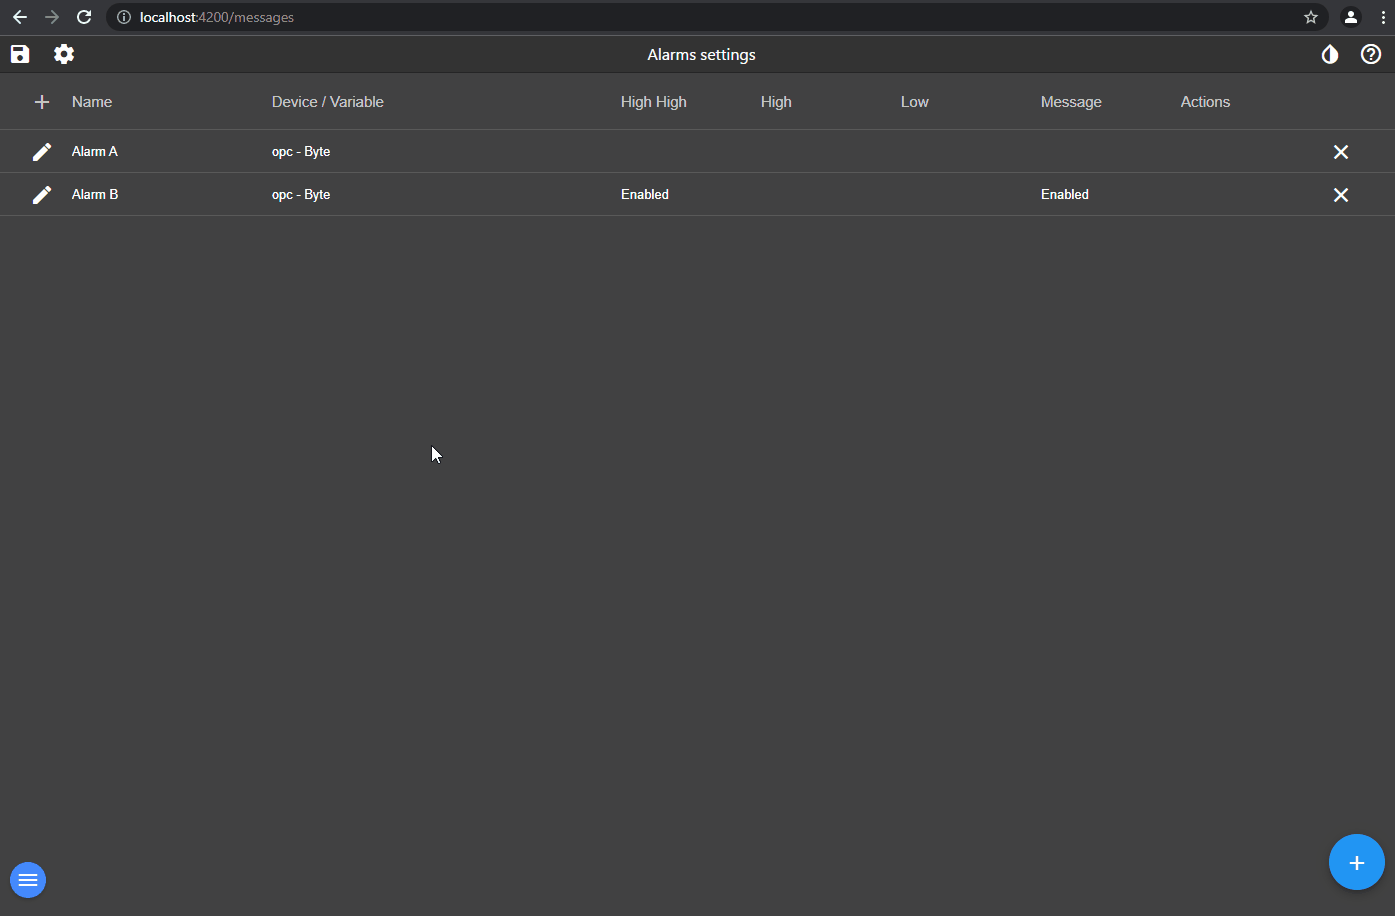 localhost:4200/messages
Alarms settings
Name Device / Variable High High High Low Message Actions
Alarm A opc - Byte
Alarm B opc - Byte Enabled Enabled